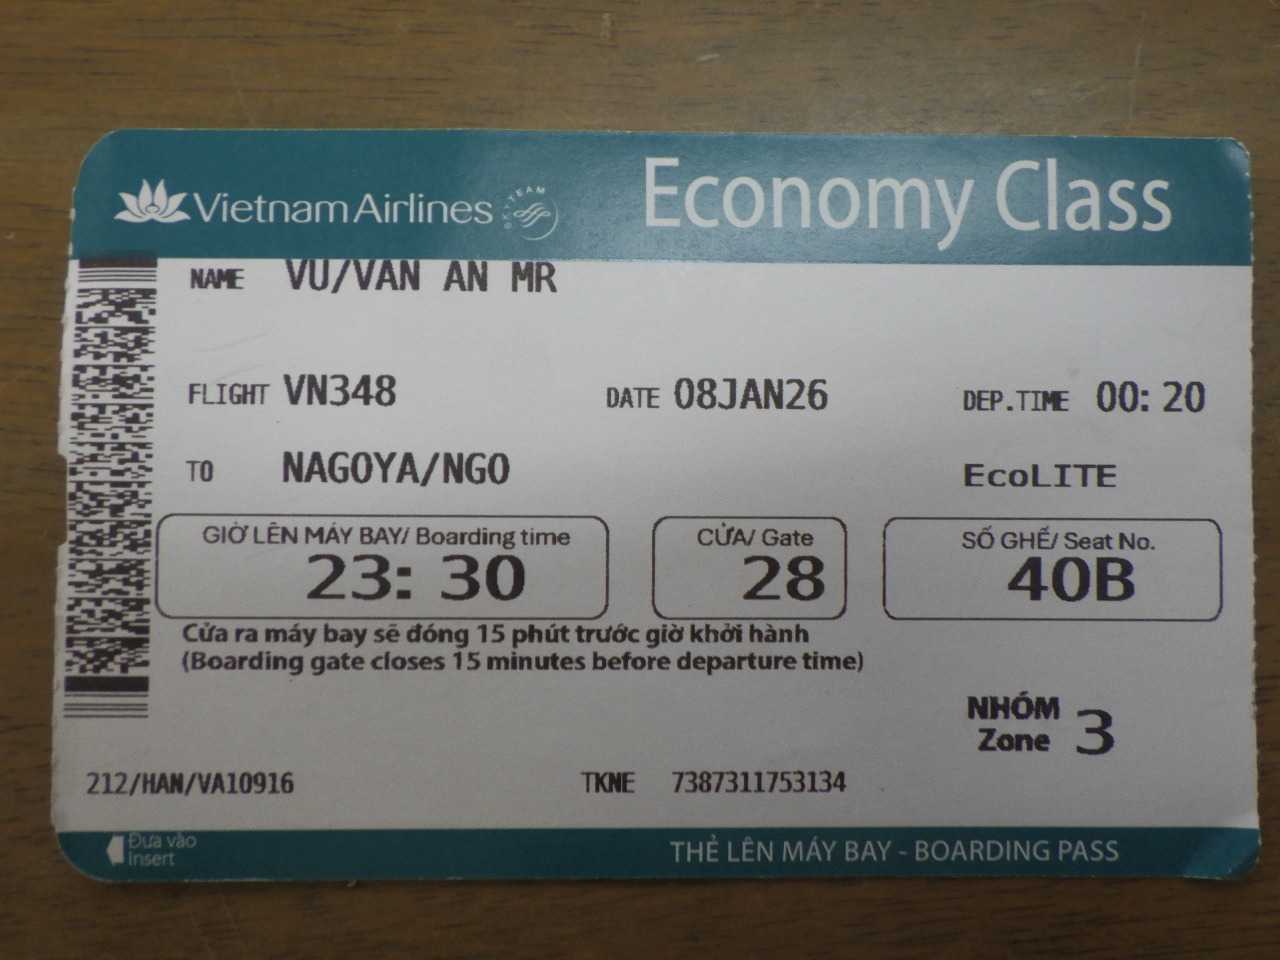 Vietnam Airlines SKYTEAM Economy Class
NAME VU/VAN AN MR
FLIGHT VN348 DATE 08JAN26 DEP.TIME 00: 20
TO NAGOYA/NGO EcoLITE
GIỜ LÊN MÁY BAY/ Boarding time CỬA/ Gate SỐ GHẾ/ Seat No.
23: 30 28 40B
Cửa ra máy bay sẽ đóng 15 phút trước giờ khởi hành
(Boarding gate closes 15 minutes before departure time)
NHÓM
Zone 3
212/HAN/VA10916 TKNE 7387311753134
Đưa vào
Insert
THẺ LÊN MÁY BAY - BOARDING PASS